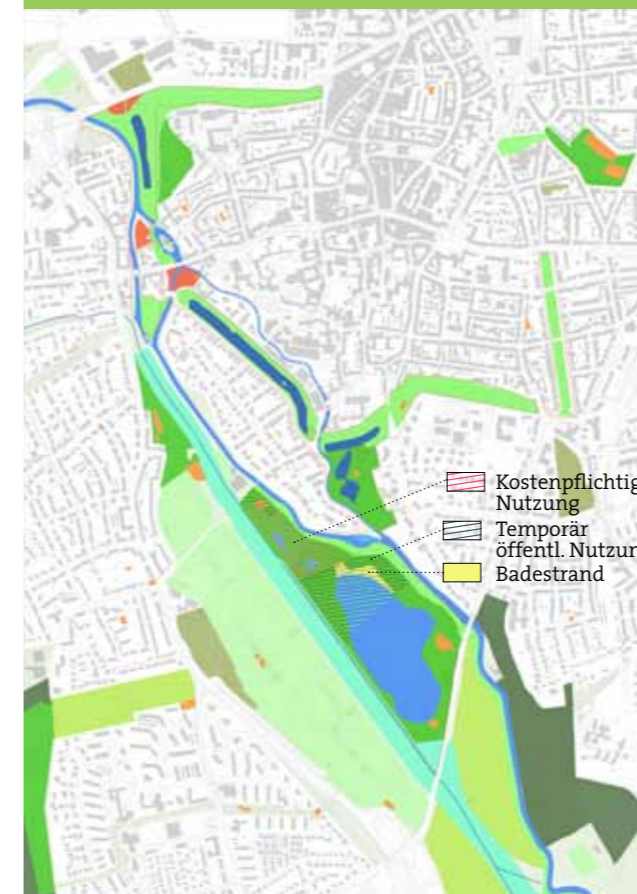 Kostenpflichtig
Nutzung
Temporär
öffentl. Nutzun
Badestrand